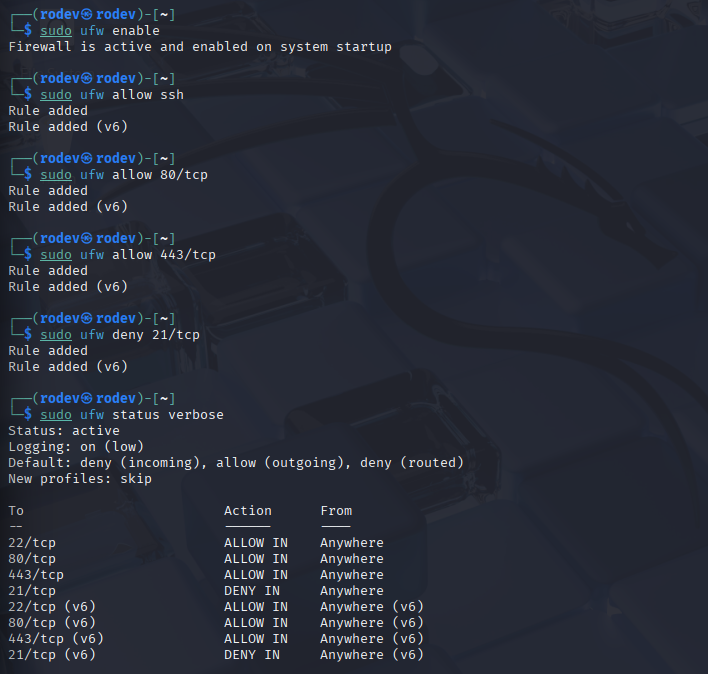 ┌──(rodev㉿rodev)-[~]
└─$ sudo ufw enable
Firewall is active and enabled on system startup

┌──(rodev㉿rodev)-[~]
└─$ sudo ufw allow ssh
Rule added
Rule added (v6)

┌──(rodev㉿rodev)-[~]
└─$ sudo ufw allow 80/tcp
Rule added
Rule added (v6)

┌──(rodev㉿rodev)-[~]
└─$ sudo ufw allow 443/tcp
Rule added
Rule added (v6)

┌──(rodev㉿rodev)-[~]
└─$ sudo ufw deny 21/tcp
Rule added
Rule added (v6)

┌──(rodev㉿rodev)-[~]
└─$ sudo ufw status verbose
Status: active
Logging: on (low)
Default: deny (incoming), allow (outgoing), deny (routed)
New profiles: skip

To                         Action      From
--                         ------      ----
22/tcp                     ALLOW IN    Anywhere
80/tcp                     ALLOW IN    Anywhere
443/tcp                    ALLOW IN    Anywhere
21/tcp                     DENY IN     Anywhere
22/tcp (v6)                ALLOW IN    Anywhere (v6)
80/tcp (v6)                ALLOW IN    Anywhere (v6)
443/tcp (v6)               ALLOW IN    Anywhere (v6)
21/tcp (v6)                DENY IN     Anywhere (v6)